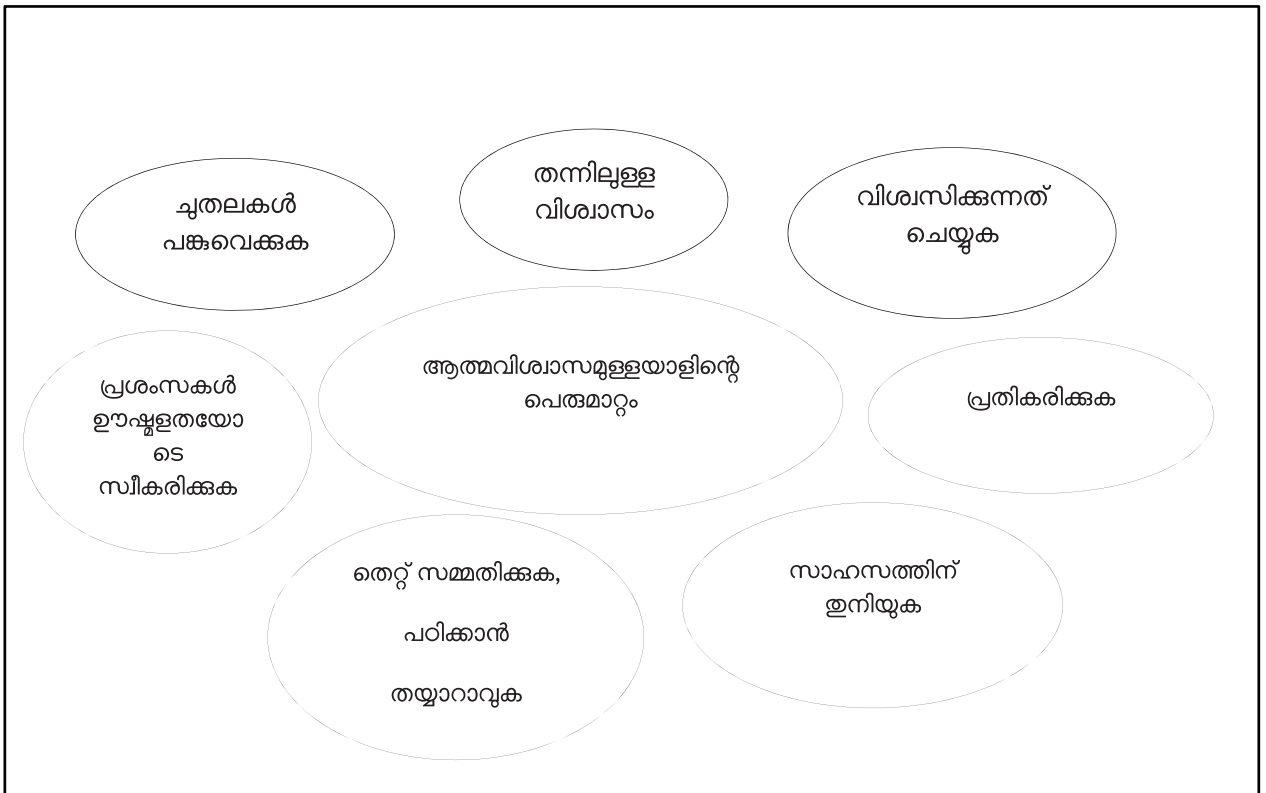 ചുതലകൾ
പങ്കുവെക്കുക
തന്നിലുള്ള
വിശ്വാസം
വിശ്വസിക്കുന്നത്
ചെയ്യുക
പ്രശംസകൾ
ഊഷ്മളതയോ
ടെ
സ്വീകരിക്കുക
ആത്മവിശ്വാസമുള്ളയാളിന്റെ
പെരുമാറ്റം
പ്രതികരിക്കുക
തെറ്റ് സമ്മതിക്കുക,
പഠിക്കാൻ
തയ്യാറാവുക
സാഹസത്തിന്
തുനിയുക